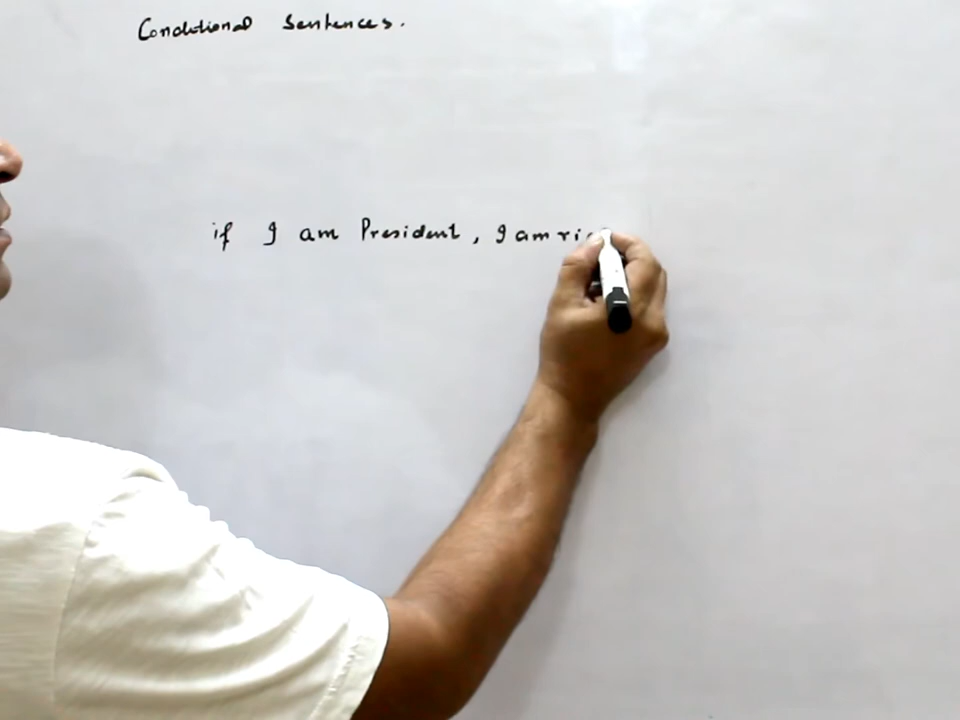 Conditional Sentences.
if I am President, I am ric